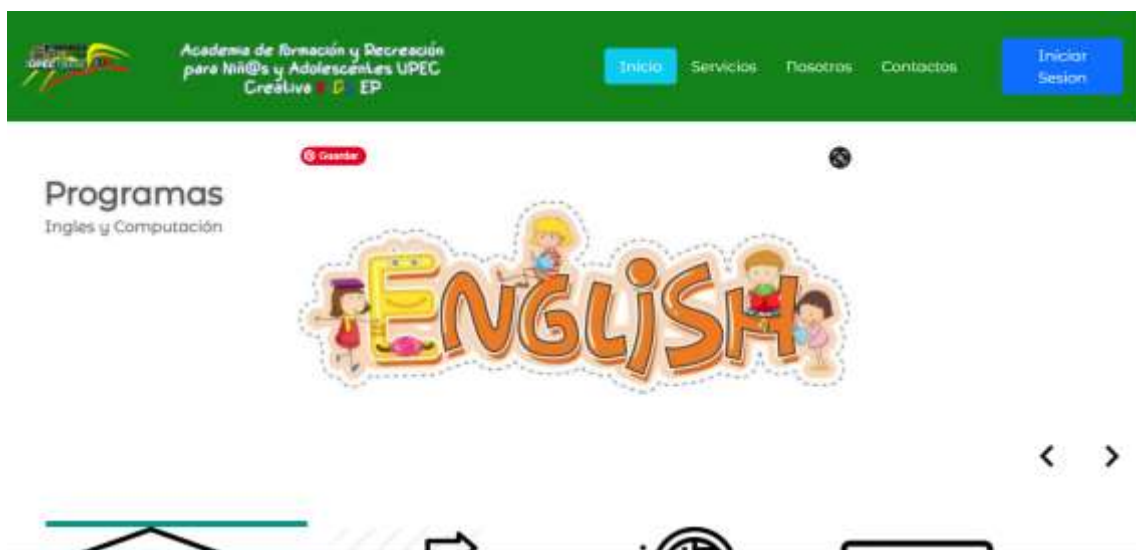 Academia de formación y Recreación
para Niñ@s y Adolescentes UPEC
Creativa EP
Inicio
Servicios
Nosotros
Contactos
Iniciar
Sesion
Guardar
Programas
Ingles y Computación
ENGLISH